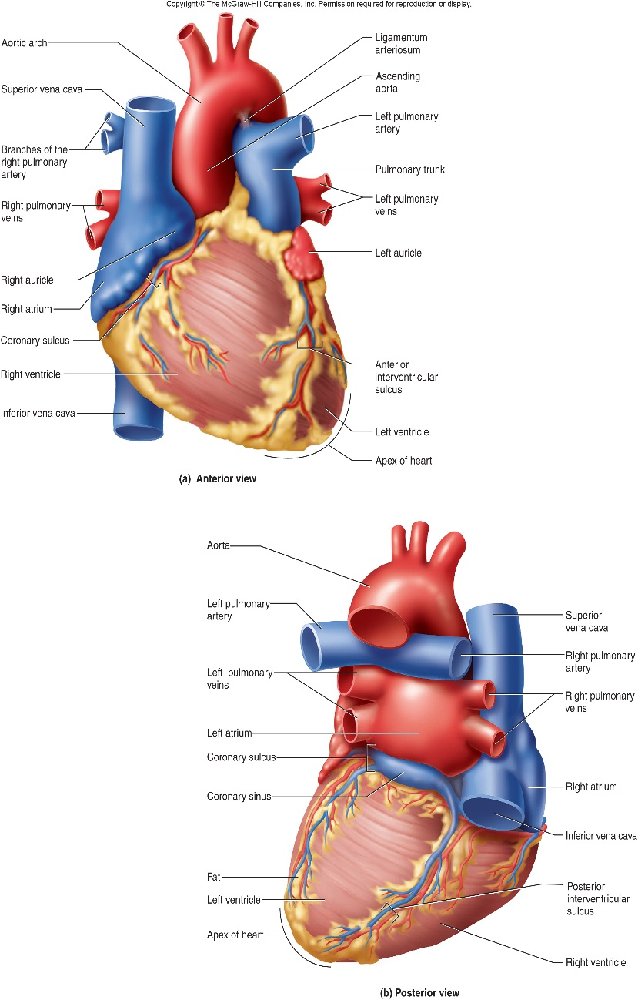 Copyright © The McGraw-Hill Companies, Inc. Permission required for reproduction or display.
Aortic arch
Superior vena cava
Branches of the
right pulmonary
artery
Right pulmonary
veins
Right auricle
Right atrium
Coronary sulcus
Right ventricle
Inferior vena cava
Ligamentum
arteriosum
Ascending
aorta
Left pulmonary
artery
Pulmonary trunk
Left pulmonary
veins
Left auricle
Anterior
interventricular
sulcus
Left ventricle
Apex of heart
(a) Anterior view
Aorta
Left pulmonary
artery
Left pulmonary
veins
Left atrium
Coronary sulcus
Coronary sinus
Fat
Left ventricle
Apex of heart
Superior
vena cava
Right pulmonary
artery
Right pulmonary
veins
Right atrium
Inferior vena cava
Posterior
interventricular
sulcus
Right ventricle
(b) Posterior view